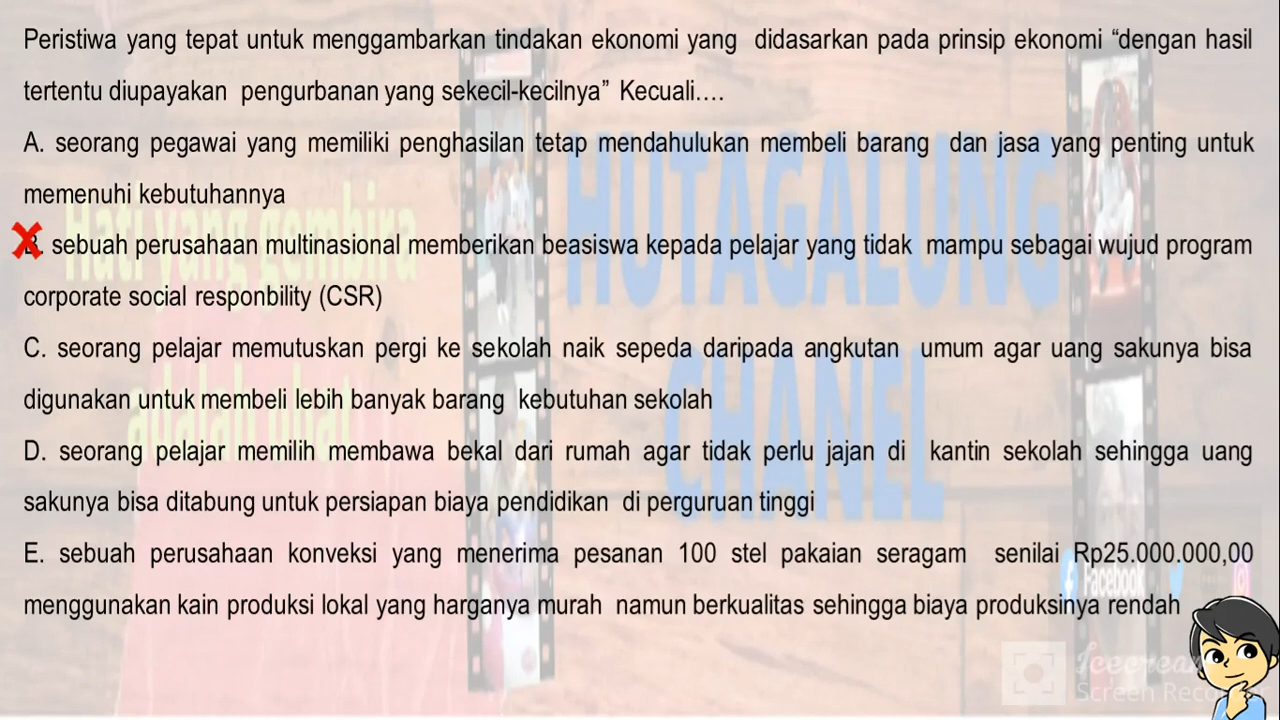 Peristiwa yang tepat untuk menggambarkan tindakan ekonomi yang didasarkan pada prinsip ekonomi “dengan hasil
tertentu diupayakan pengurbanan yang sekecil-kecilnya” Kecuali….
A. seorang pegawai yang memiliki penghasilan tetap mendahulukan membeli barang dan jasa yang penting untuk
memenuhi kebutuhannya
B. sebuah perusahaan multinasional memberikan beasiswa kepada pelajar yang tidak mampu sebagai wujud program
corporate social responbility (CSR)
C. seorang pelajar memutuskan pergi ke sekolah naik sepeda daripada angkutan umum agar uang sakunya bisa
digunakan untuk membeli lebih banyak barang kebutuhan sekolah
D. seorang pelajar memilih membawa bekal dari rumah agar tidak perlu jajan di kantin sekolah sehingga uang
sakunya bisa ditabung untuk persiapan biaya pendidikan di perguruan tinggi
E. sebuah perusahaan konveksi yang menerima pesanan 100 stel pakaian seragam senilai Rp25.000.000,00
menggunakan kain produksi lokal yang harganya murah namun berkualitas sehingga biaya produksinya rendah
Hati yang gembira
adalah obat
HUTAGALUNG
CHANEL
Facebook
Icecream
Screen Recorder